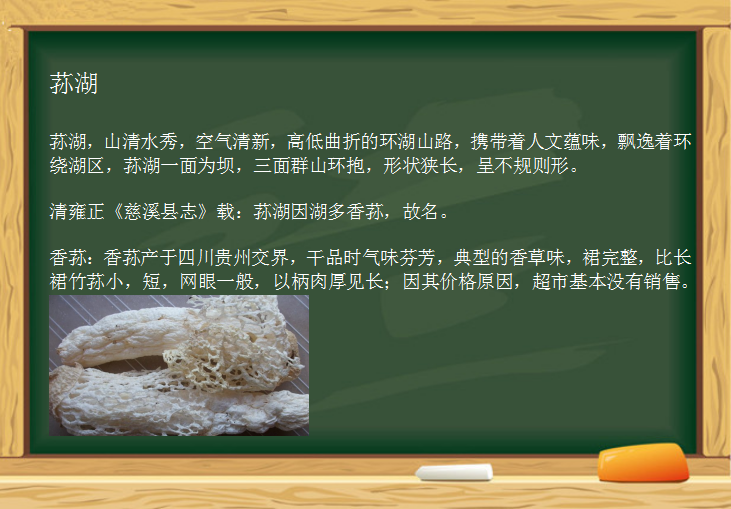 荪湖
荪湖，山清水秀，空气清新，高低曲折的环湖山路，携带着人文蕴味，飘逸着环
绕湖区，荪湖一面为坝，三面群山环抱，形状狭长，呈不规则形。
清雍正《慈溪县志》载：荪湖因湖多香荪，故名。
香荪：香荪产于四川贵州交界，干品时气味芬芳，典型的香草味，裙完整，比长
裙竹荪小，短，网眼一般，以柄肉厚见长；因其价格原因，超市基本没有销售。